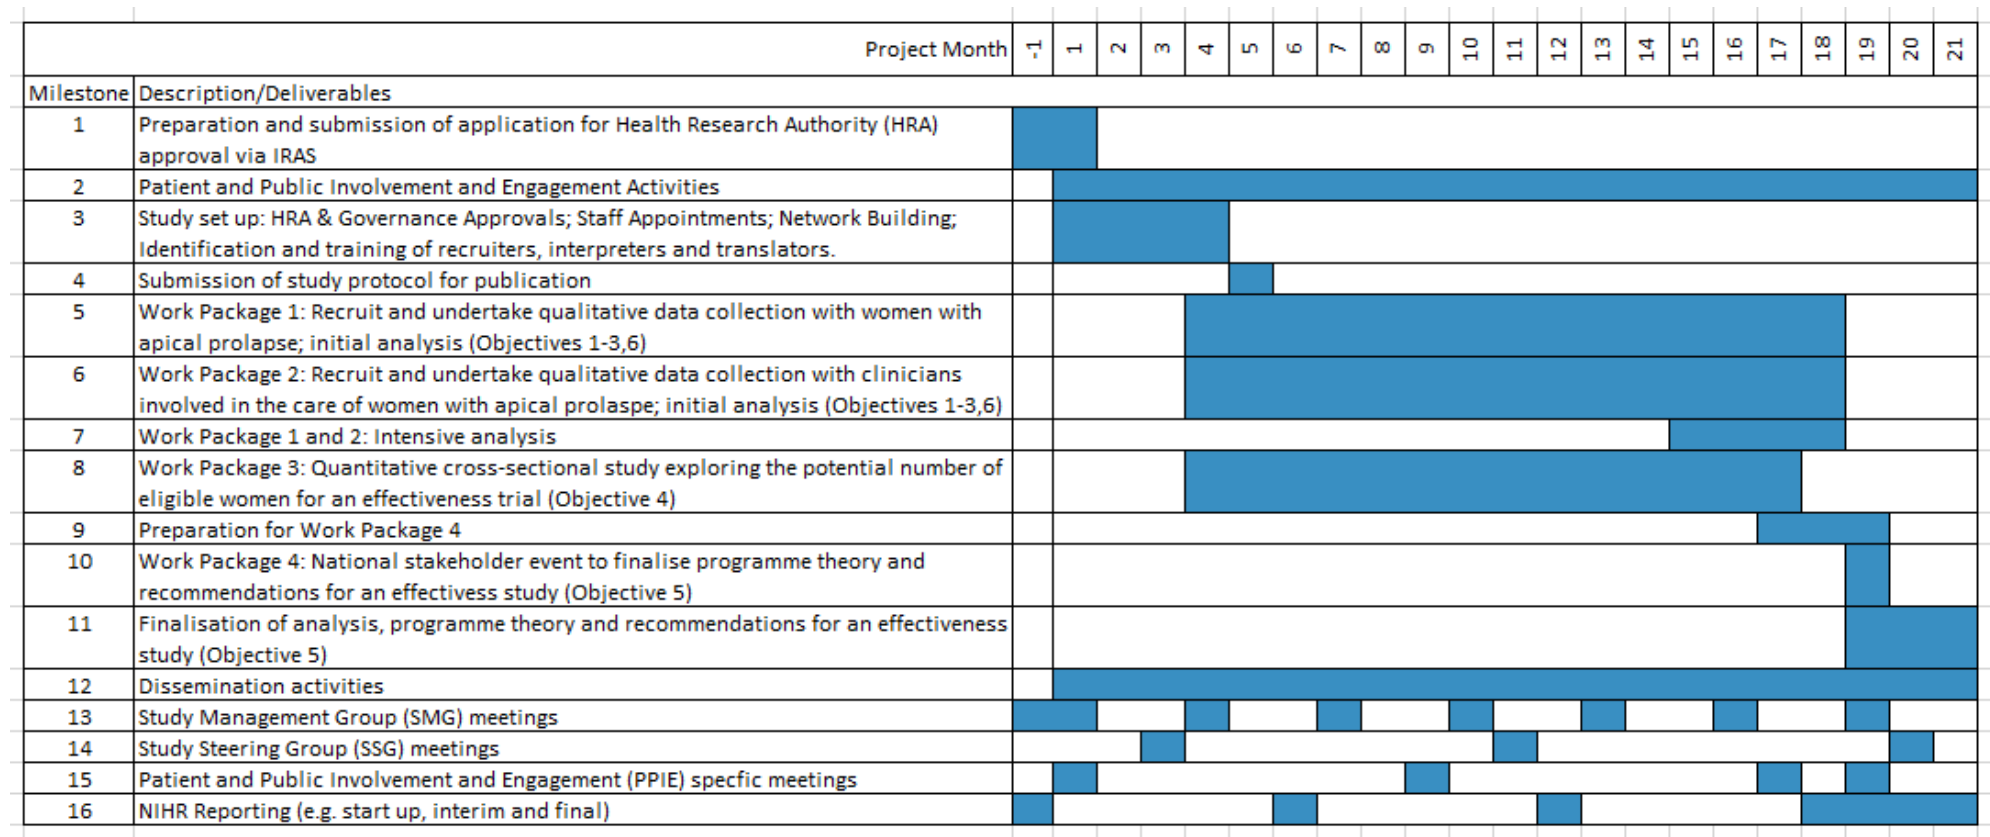 Project Month -1 1 2 3 4 5 6 7 8 9 10 11 12 13 14 15 16 17 18 19 20 21
Milestone Description/Deliverables
1 Preparation and submission of application for Health Research Authority (HRA)
approval via IRAS
2 Patient and Public Involvement and Engagement Activities
3 Study set up: HRA & Governance Approvals; Staff Appointments; Network Building;
Identification and training of recruiters, interpreters and translators.
4 Submission of study protocol for publication
5 Work Package 1: Recruit and undertake qualitative data collection with women with
apical prolapse; initial analysis (Objectives 1-3,6)
6 Work Package 2: Recruit and undertake qualitative data collection with clinicians
involved in the care of women with apical prolaspe; initial analysis (Objectives 1-3,6)
7 Work Package 1 and 2: Intensive analysis
8 Work Package 3: Quantitative cross-sectional study exploring the potential number of
eligible women for an effectiveness trial (Objective 4)
9 Preparation for Work Package 4
10 Work Package 4: National stakeholder event to finalise programme theory and
recommendations for an effectivess study (Objective 5)
11 Finalisation of analysis, programme theory and recommendations for an effectiveness
study (Objective 5)
12 Dissemination activities
13 Study Management Group (SMG) meetings
14 Study Steering Group (SSG) meetings
15 Patient and Public Involvement and Engagement (PPIE) specfic meetings
16 NIHR Reporting (e.g. start up, interim and final)